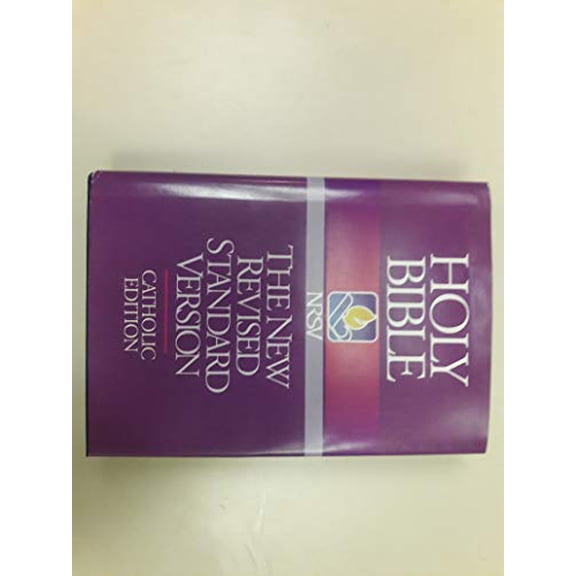 HOLY
BIBLE
NRSV
THE NEW
REVISED
STANDARD
VERSION
CATHOLIC
EDITION